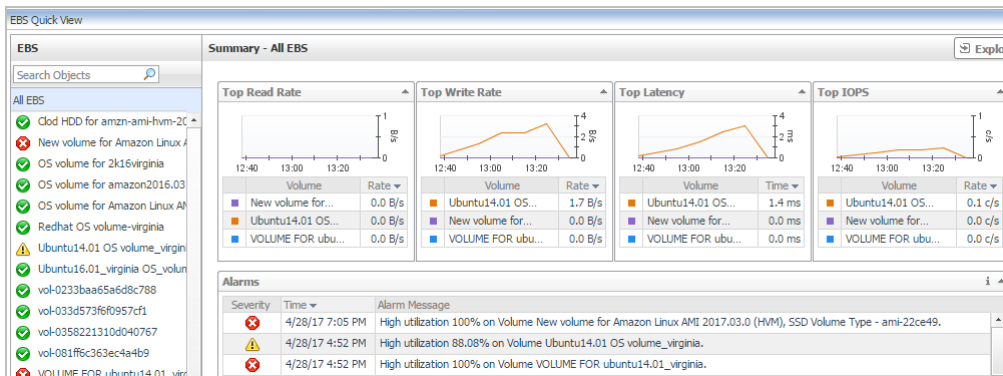 EBS Quick View
EBS
Summary - All EBS
Explo
Search Objects
All EBS
Clod HDD for amzn-ami-hvm-20
New volume for Amazon Linux A
OS volume for 2k16virginia
OS volume for amazon2016.03
OS volume for Amazon Linux AM
Redhat OS volume-virginia
Ubuntu14.01 OS volume_virgin
Ubuntu16.01_virginia OS_volun
vol-0233baa65a6d8c788
vol-033d573f6f0957cf1
vol-0358221310d040767
vol-081ff6c363ec4a4b9
VOLUME FOR ubuntu14.01_virg
Top Read Rate
1
0
B/s
12:40 13:00 13:20
Volume Rate
New volume for... 0.0 B/s
Ubuntu14.01 OS... 0.0 B/s
VOLUME FOR ubu... 0.0 B/s
Top Write Rate
4
2
0
B/s
12:40 13:00 13:20
Volume Rate
Ubuntu14.01 OS... 1.7 B/s
New volume for... 0.0 B/s
VOLUME FOR ubu... 0.0 B/s
Top Latency
4
2
0
ms
12:40 13:00 13:20
Volume Time
Ubuntu14.01 OS... 1.4 ms
New volume for... 0.0 ms
VOLUME FOR ubu... 0.0 ms
Top IOPS
4
2
0
c/s
12:40 13:00 13:20
Volume Rate
Ubuntu14.01 OS... 0.1 c/s
New volume for... 0.0 c/s
VOLUME FOR ubu... 0.0 c/s
Alarms
i
Severity Time Alarm Message
4/28/17 7:05 PM High utilization 100% on Volume New volume for Amazon Linux AMI 2017.03.0 (HVM), SSD Volume Type - ami-22ce49.
4/28/17 4:52 PM High utilization 88.08% on Volume Ubuntu14.01 OS volume_virginia.
4/28/17 4:52 PM High utilization 100% on Volume VOLUME FOR ubuntu14.01_virginia.